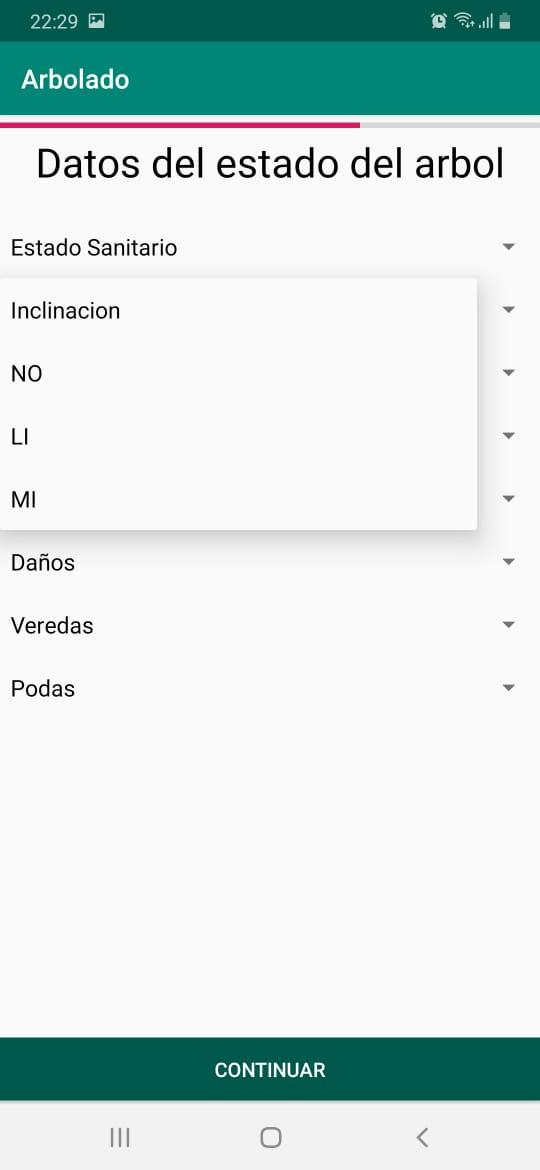 22:29
Arbolado
Datos del estado del arbol
Estado Sanitario
Inclinacion
NO
LI
MI
Daños
Veredas
Podas
CONTINUAR